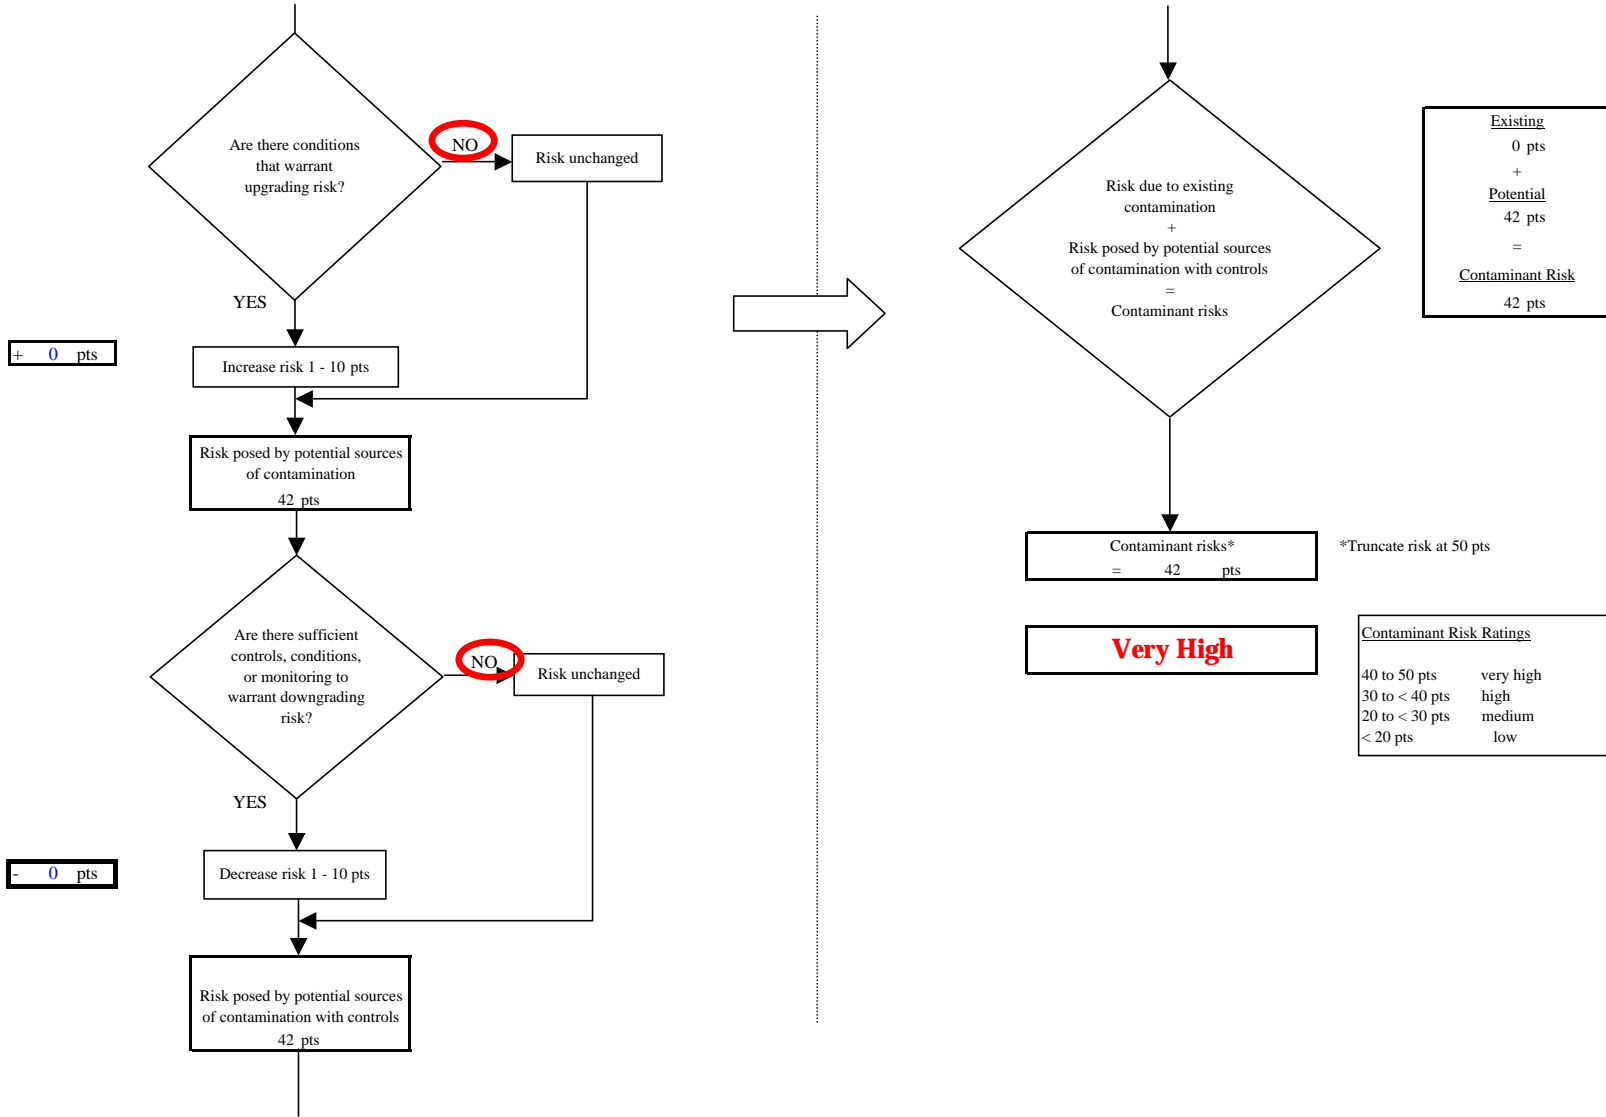 Are there conditions
that warrant
upgrading risk?
NO
Risk unchanged
YES
+ 0 pts
Increase risk 1 - 10 pts
Risk posed by potential sources
of contamination
42 pts
Are there sufficient
controls, conditions,
or monitoring to
warrant downgrading
risk?
NO
Risk unchanged
YES
- 0 pts
Decrease risk 1 - 10 pts
Risk posed by potential sources
of contamination with controls
42 pts
Risk due to existing
contamination
+
Risk posed by potential sources
of contamination with controls
=
Contaminant risks
Existing
0 pts
+
Potential
42 pts
=
Contaminant Risk
42 pts
Contaminant risks*
= 42 pts
*Truncate risk at 50 pts
Very High
Contaminant Risk Ratings
40 to 50 pts very high
30 to < 40 pts high
20 to < 30 pts medium
< 20 pts low